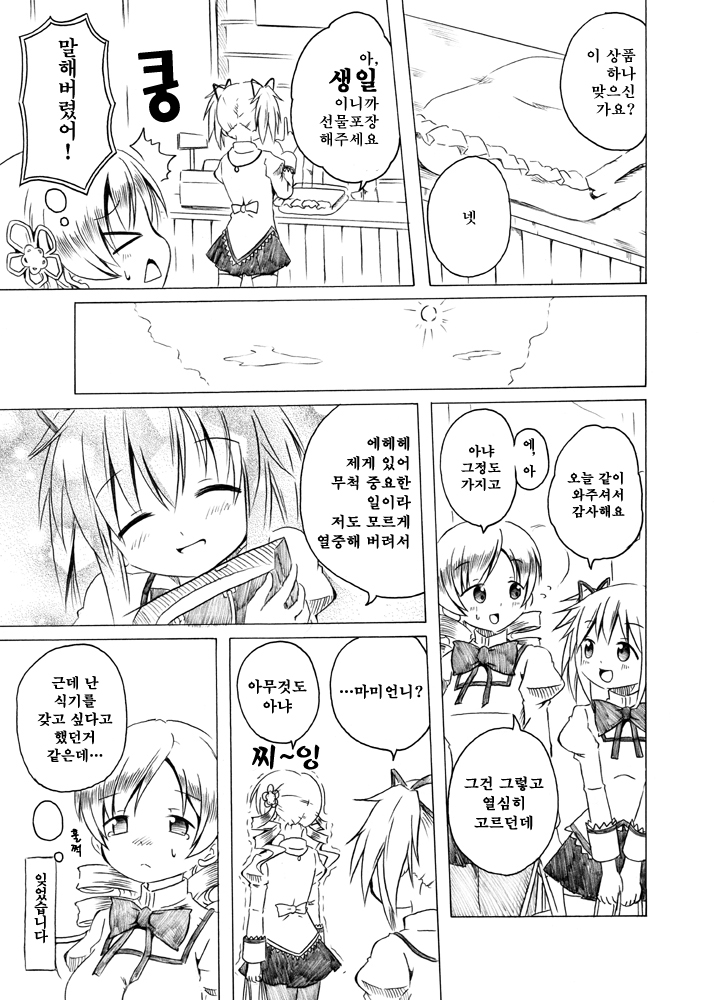 이 상품
하나
맞으신
가요?
넷
아,
생일
이니까
선물포장
해주세요
쿵
말해버렸어!
오늘 같이
와주셔서
감사해요
에,
아
아냐
그정도
가지고
그건 그렇고
열심히
고르던데
에헤헤
제게 있어
무척 중요한
일이라
저도 모르게
열중해 버려서
…마미언니?
아무것도
아냐
찌~잉
근데 난
식기를
갖고 싶다고
했던거
같은데…
훌쩍
잊었습니다